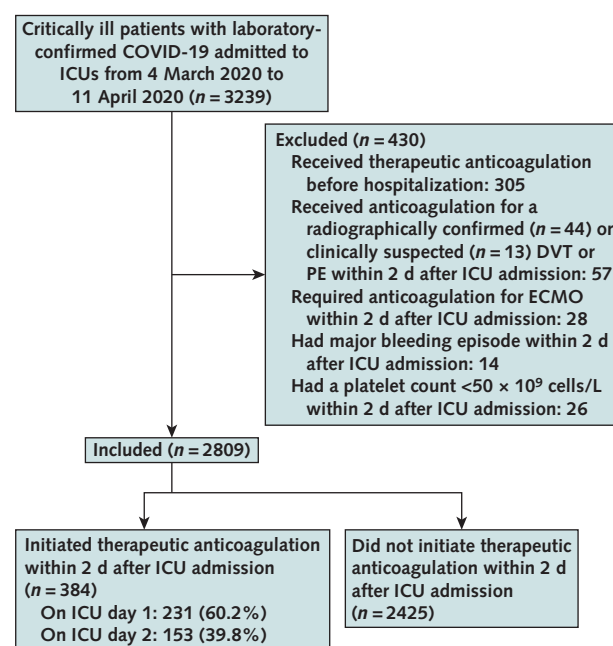 Critically ill patients with laboratory-
confirmed COVID-19 admitted to
ICUs from 4 March 2020 to
11 April 2020 (n = 3239)
Excluded (n = 430)
Received therapeutic anticoagulation
before hospitalization: 305
Received anticoagulation for a
radiographically confirmed (n = 44) or
clinically suspected (n = 13) DVT or
PE within 2 d after ICU admission: 57
Required anticoagulation for ECMO
within 2 d after ICU admission: 28
Had major bleeding episode within 2 d
after ICU admission: 14
Had a platelet count <50 × 10⁹ cells/L
within 2 d after ICU admission: 26
Included (n = 2809)
Initiated therapeutic anticoagulation
within 2 d after ICU admission
(n = 384)
On ICU day 1: 231 (60.2%)
On ICU day 2: 153 (39.8%)
Did not initiate therapeutic
anticoagulation within 2 d
after ICU admission
(n = 2425)